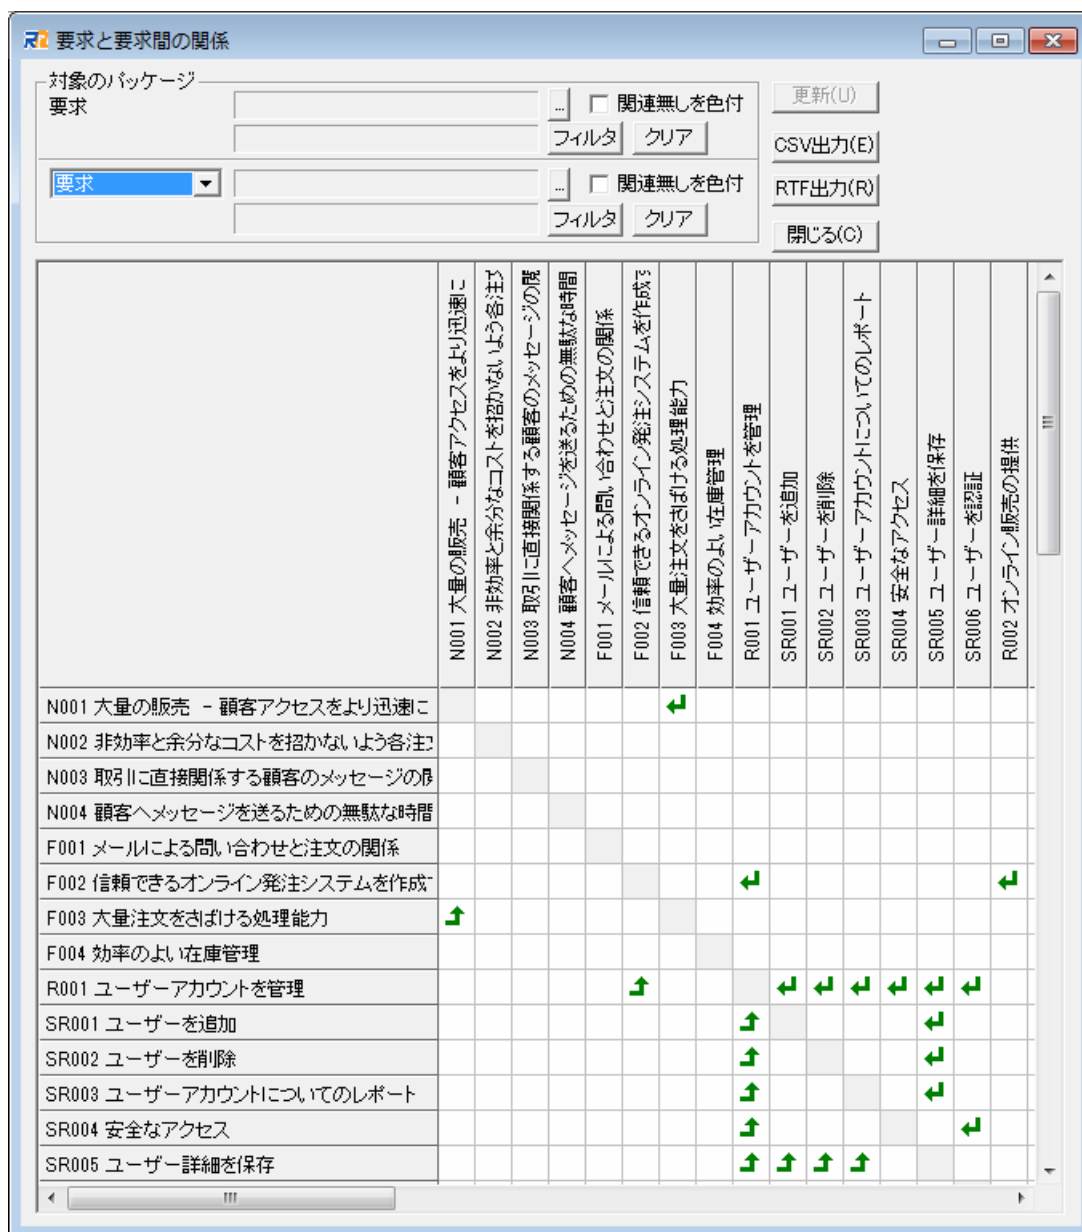 要求と要求間の関係
対象のパッケージ
要求
...
関連無しを色付
フィルタ
クリア
更新(U)
CSV出力(E)
要求
...
関連無しを色付
フィルタ
クリア
RTF出力(R)
閉じる(C)
N001 大量の販売 - 顧客アクセスをより迅速に
N002 非効率と余分なコストを招かないよう各注
N003 取引に直接関係する顧客のメッセージの閲
N004 顧客へメッセージを送るための無駄な時間
F001 メールによる問い合わせと注文の関係
F002 信頼できるオンライン発注システムを作成
F003 大量注文をさばける処理能力
F004 効率のよい在庫管理
R001 ユーザーアカウントを管理
SR001 ユーザーを追加
SR002 ユーザーを削除
SR003 ユーザーアカウントについてのレポート
SR004 安全なアクセス
SR005 ユーザー詳細を保存
SR006 ユーザーを認証
R002 オンライン販売の提供
N001 大量の販売 - 顧客アクセスをより迅速に
N002 非効率と余分なコストを招かないよう各注
N003 取引に直接関係する顧客のメッセージの
N004 顧客へメッセージを送るための無駄な時間
F001 メールによる問い合わせと注文の関係
F002 信頼できるオンライン発注システムを作成
F003 大量注文をさばける処理能力
F004 効率のよい在庫管理
R001 ユーザーアカウントを管理
SR001 ユーザーを追加
SR002 ユーザーを削除
SR003 ユーザーアカウントについてのレポート
SR004 安全なアクセス
SR005 ユーザー詳細を保存